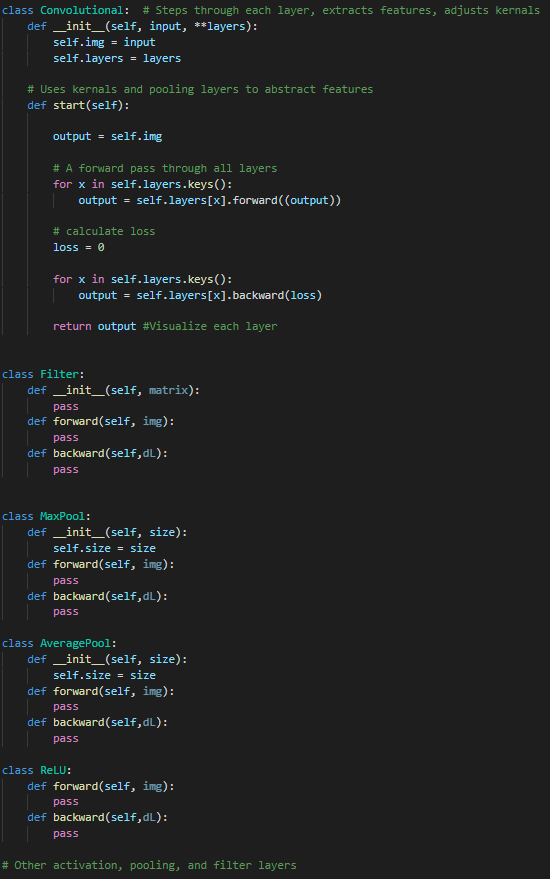 class Convolutional:  # Steps through each layer, extracts features, adjusts kernals
    def __init__(self, input, **layers):
        self.img = input
        self.layers = layers

    # Uses kernals and pooling layers to abstract features
    def start(self):

        output = self.img

        # A forward pass through all layers
        for x in self.layers.keys():
            output = self.layers[x].forward((output))

        # calculate loss
        loss = 0

        for x in self.layers.keys():
            output = self.layers[x].backward(loss)

        return output #Visualize each layer


class Filter:
    def __init__(self, matrix):
        pass
    def forward(self, img):
        pass
    def backward(self,dL):
        pass


class MaxPool:
    def __init__(self, size):
        self.size = size
    def forward(self, img):
        pass
    def backward(self,dL):
        pass

class AveragePool:
    def __init__(self, size):
        self.size = size
    def forward(self, img):
        pass
    def backward(self,dL):
        pass

class ReLU:
    def forward(self, img):
        pass
    def backward(self,dL):
        pass

# Other activation, pooling, and filter layers